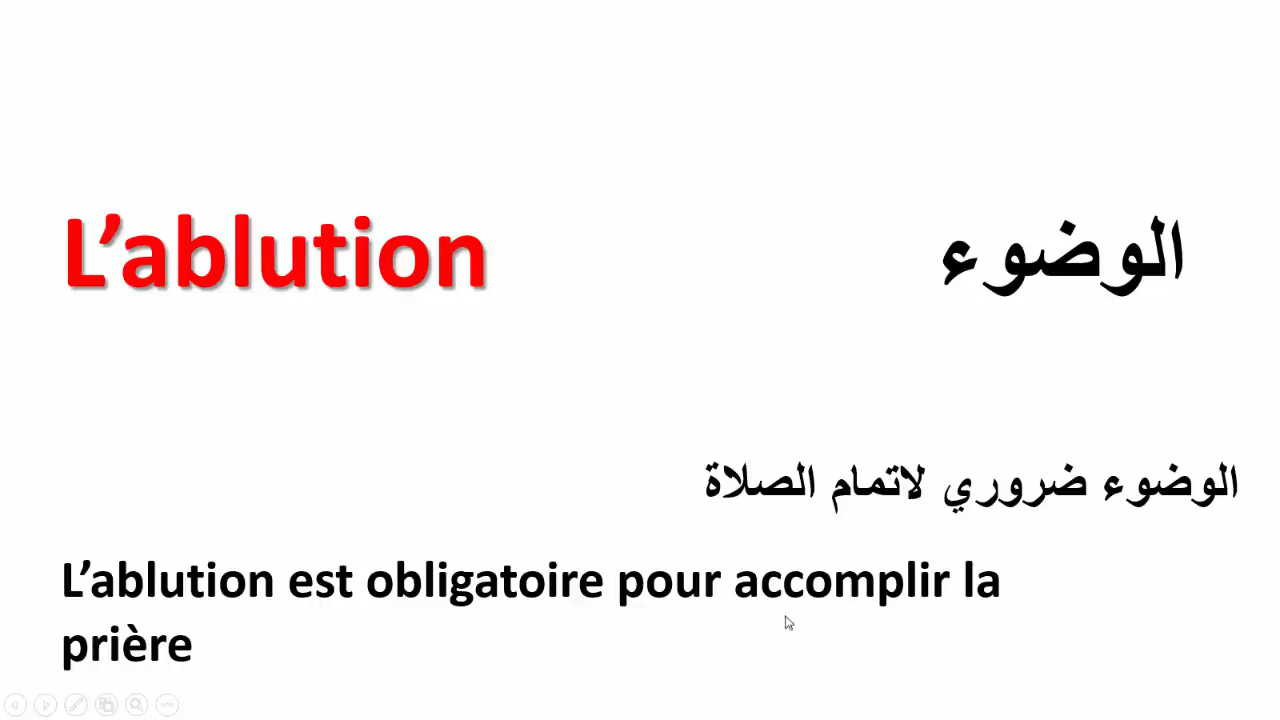 L’ablution
الوضوء
الوضوء ضروري لاتمام الصلاة
L’ablution est obligatoire pour accomplir la
prière